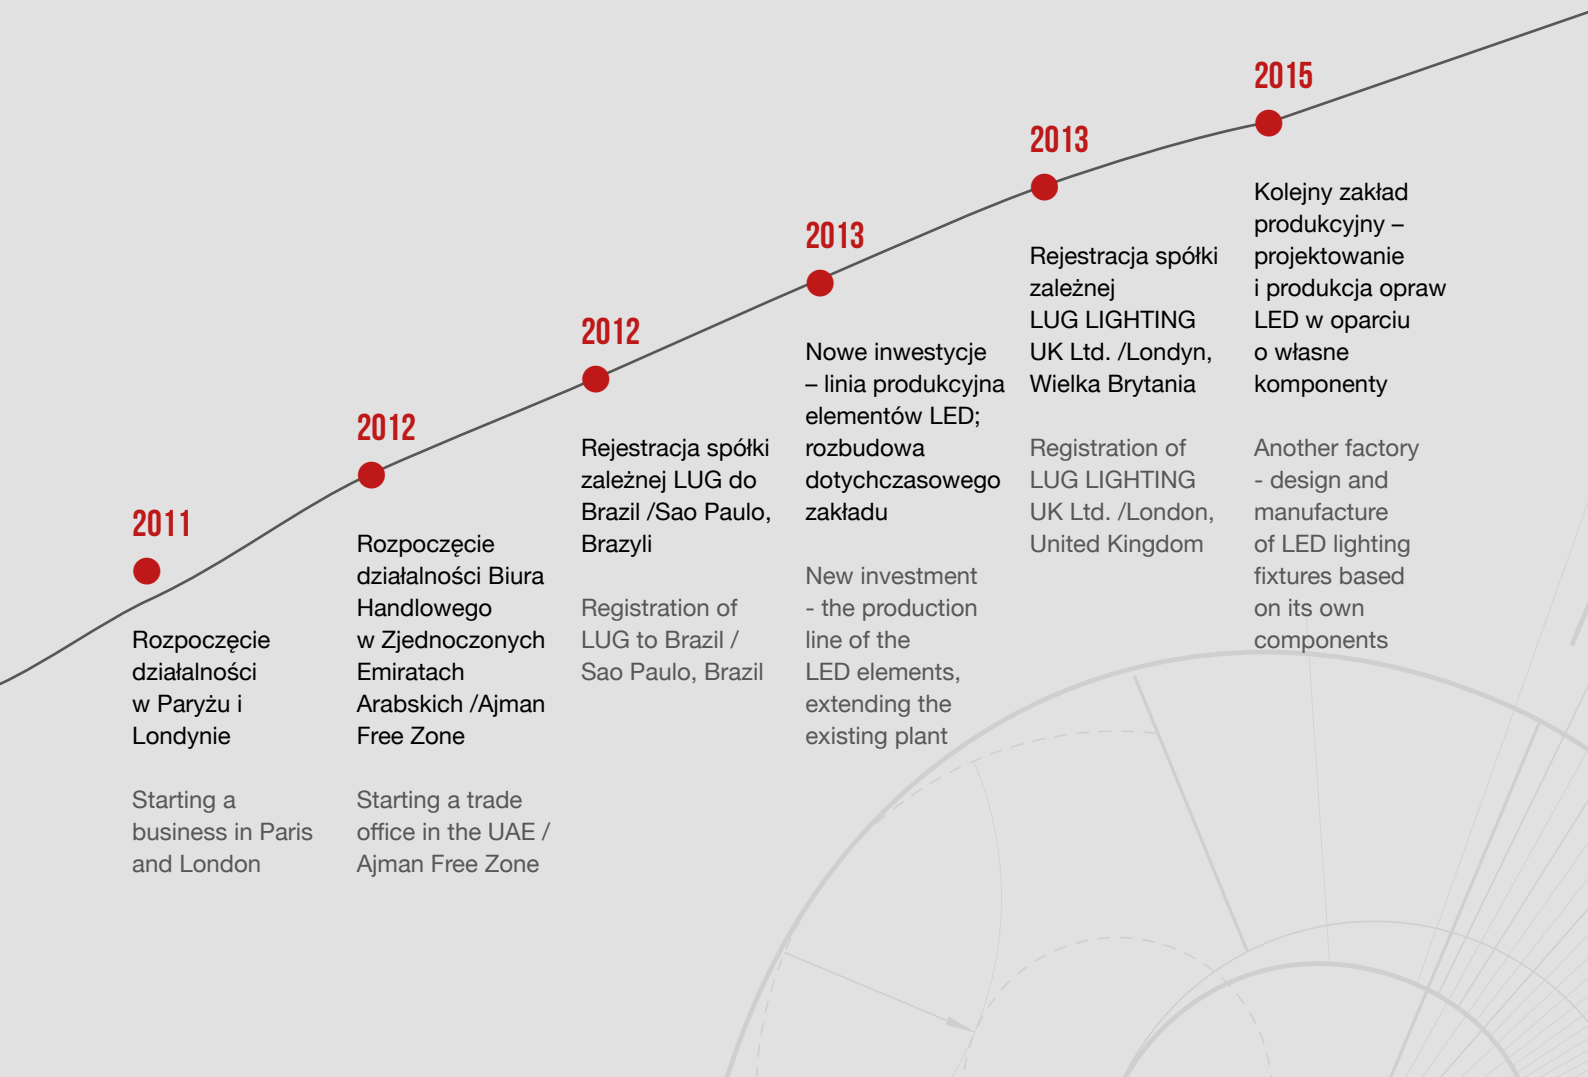 2011
Rozpoczęcie
działalności
w Paryżu i
Londynie
Starting a
business in Paris
and London
2012
Rozpoczęcie
działalności Biura
Handlowego
w Zjednoczonych
Emiratach
Arabskich /Ajman
Free Zone
Starting a trade
office in the UAE /
Ajman Free Zone
2012
Rejestracja spółki
zależnej LUG do
Brazil /Sao Paulo,
Brazyli
Registration of
LUG to Brazil /
Sao Paulo, Brazil
2013
Nowe inwestycje
– linia produkcyjna
elementów LED;
rozbudowa
dotychczasowego
zakładu
New investment
- the production
line of the
LED elements,
extending the
existing plant
2013
Rejestracja spółki
zależnej
LUG LIGHTING
UK Ltd. /Londyn,
Wielka Brytania
Registration of
LUG LIGHTING
UK Ltd. /London,
United Kingdom
2015
Kolejny zakład
produkcyjny –
projektowanie
i produkcja opraw
LED w oparciu
o własne
komponenty
Another factory
- design and
manufacture
of LED lighting
fixtures based
on its own
components